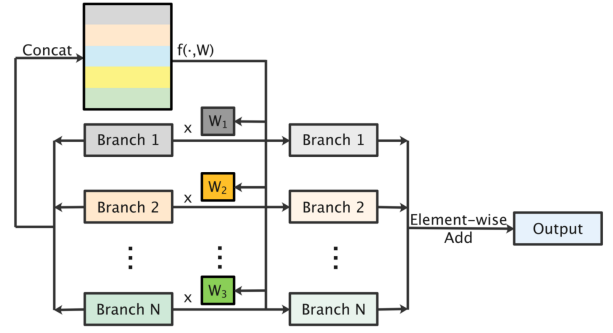 Concat
f(·,W)
W₁
Branch 1
x
Branch 1
W₂
Branch 2
x
Branch 2
Element-wise
Add
Output
W₃
Branch N
x
Branch N